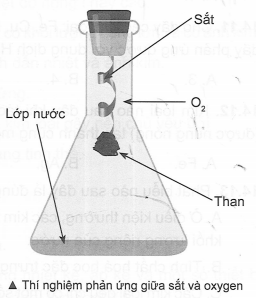 Sắt
O₂
Lớp nước
Than
▲ Thí nghiệm phản ứng giữa sắt và oxygen